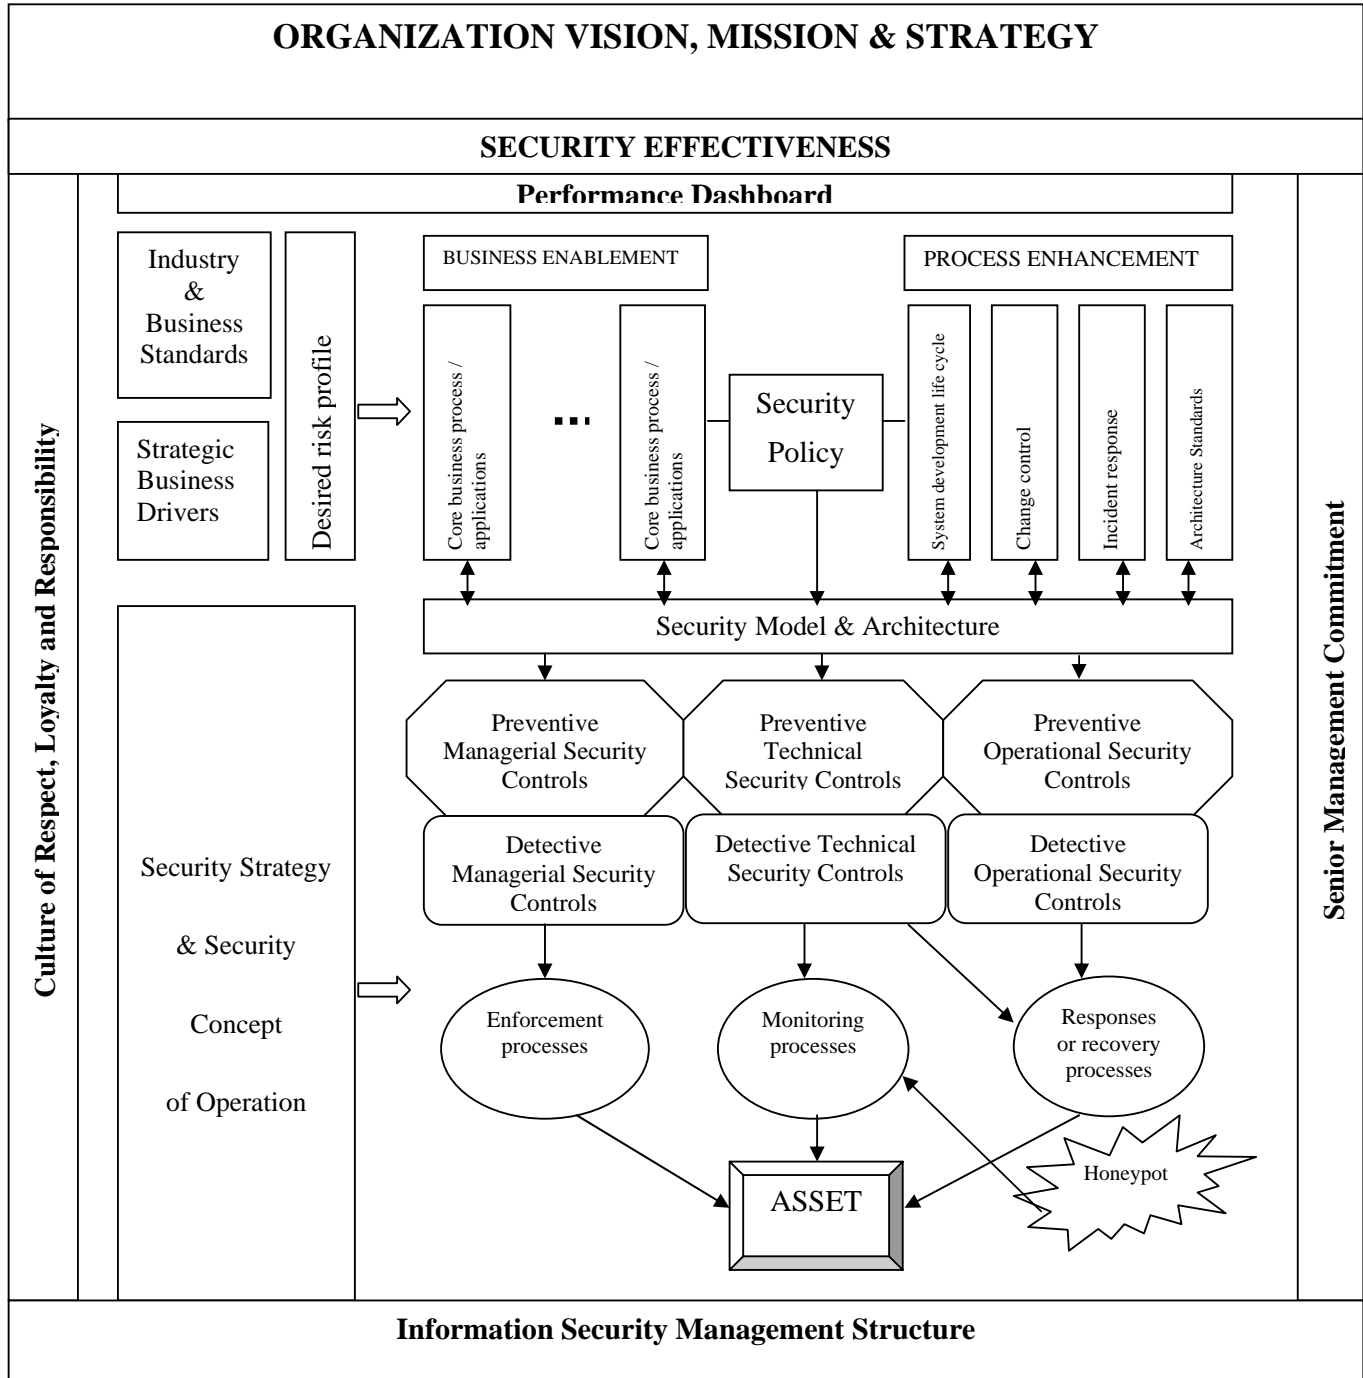 ORGANIZATION VISION, MISSION & STRATEGY
SECURITY EFFECTIVENESS
Performance Dashboard
Culture of Respect, Loyalty and Responsibility
Industry
&
Business
Standards
Strategic
Business
Drivers
Desired risk profile
BUSINESS ENABLEMENT
Core business process /
applications
...
Core business process /
applications
Security
Policy
PROCESS ENHANCEMENT
System development life cycle
Change control
Incident response
Architecture Standards
Security Model & Architecture
Security Strategy
& Security
Concept
of Operation
Preventive
Managerial Security
Controls
Preventive
Technical
Security Controls
Preventive
Operational Security
Controls
Detective
Managerial Security
Controls
Detective Technical
Security Controls
Detective
Operational Security
Controls
Enforcement
processes
Monitoring
processes
Responses
or recovery
processes
ASSET
Honeypot
Senior Management Commitment
Information Security Management Structure